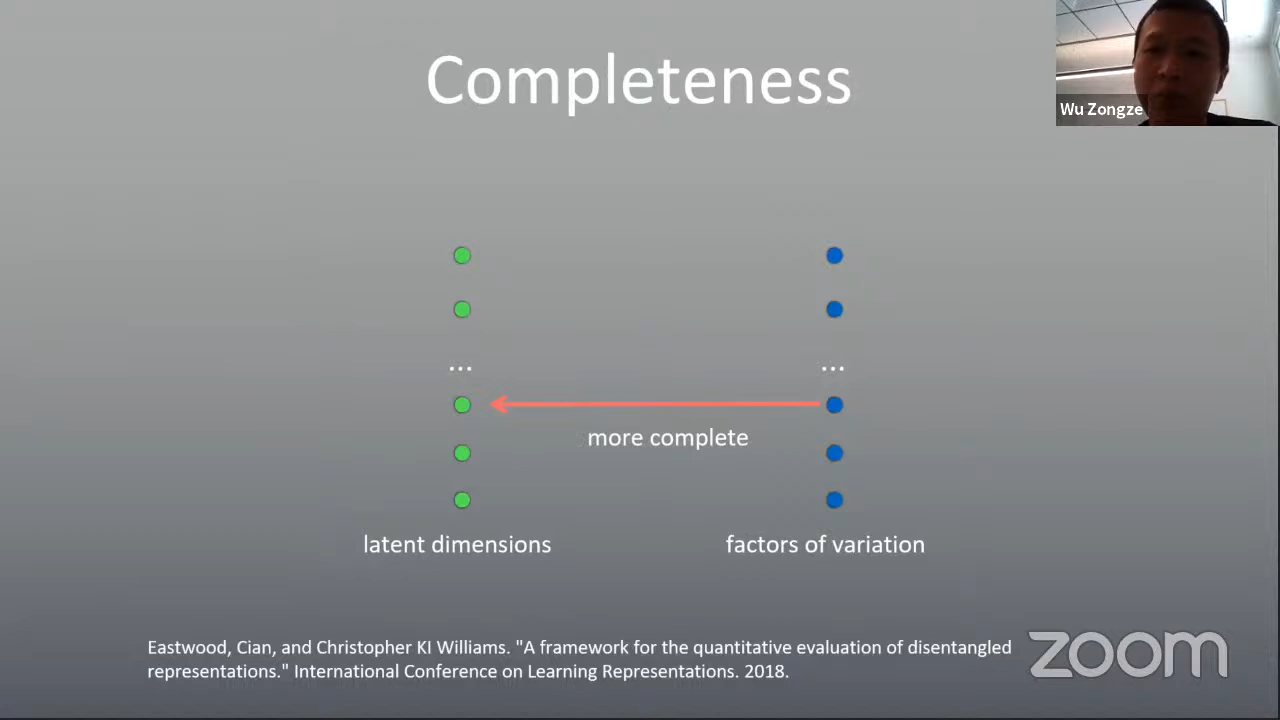 Completeness
Wu Zongze
... ...
more complete
latent dimensions
factors of variation
Eastwood, Cian, and Christopher KI Williams. "A framework for the quantitative evaluation of disentangled
representations." International Conference on Learning Representations. 2018.
zoom